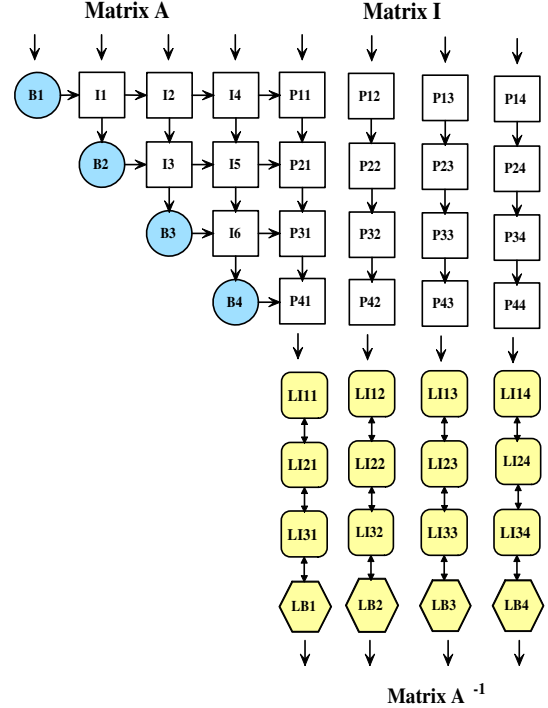 Matrix A Matrix I
B1 I1 I2 I4 P11 P12 P13 P14
B2 I3 I5 P21 P22 P23 P24
B3 I6 P31 P32 P33 P34
B4 P41 P42 P43 P44
LI11 LI12 LI13 LI14
LI21 LI22 LI23 LI24
LI31 LI32 LI33 LI34
LB1 LB2 LB3 LB4
Matrix A -1